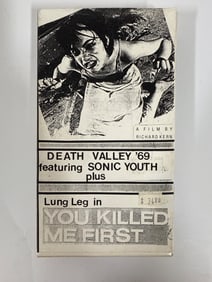 A FILM BY
RICHARD KERN
DEATH VALLEY '69
featuring SONIC YOUTH
plus
Lung Leg in
YOU KILLED
ME FIRST